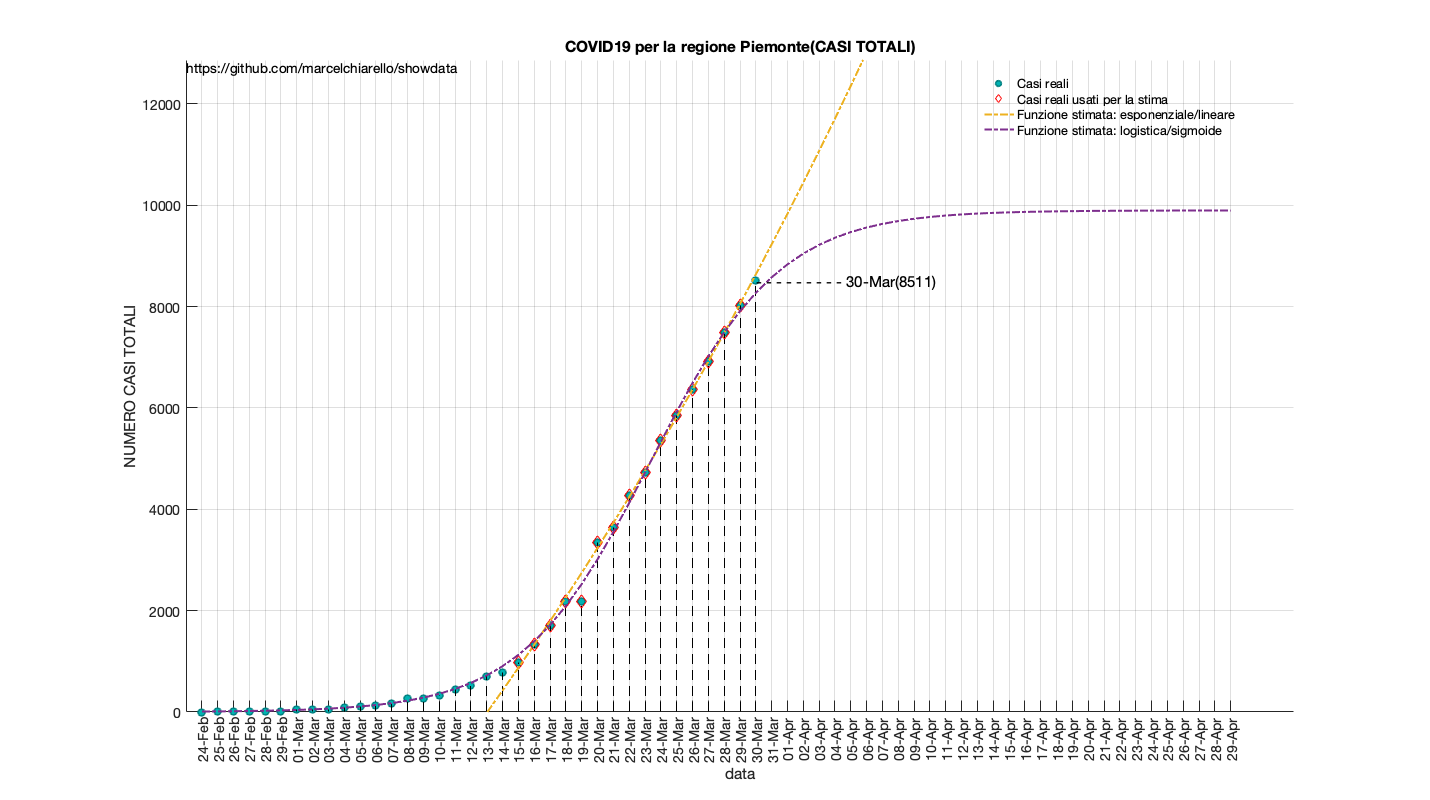 COVID19 per la regione Piemonte(CASI TOTALI)
https://github.com/marcelchiarello/showdata
Casi reali
Casi reali usati per la stima
Funzione stimata: esponenziale/lineare
Funzione stimata: logistica/sigmoide
12000
10000
8000
6000
4000
2000
0
NUMERO CASI TOTALI
30-Mar(8511)
24-Feb
25-Feb
26-Feb
27-Feb
28-Feb
29-Feb
01-Mar
02-Mar
03-Mar
04-Mar
05-Mar
06-Mar
07-Mar
08-Mar
09-Mar
10-Mar
11-Mar
12-Mar
13-Mar
14-Mar
15-Mar
16-Mar
17-Mar
18-Mar
19-Mar
20-Mar
21-Mar
22-Mar
23-Mar
24-Mar
25-Mar
26-Mar
27-Mar
28-Mar
29-Mar
30-Mar
31-Mar
01-Apr
02-Apr
03-Apr
04-Apr
05-Apr
06-Apr
07-Apr
08-Apr
09-Apr
10-Apr
11-Apr
12-Apr
13-Apr
14-Apr
15-Apr
16-Apr
17-Apr
18-Apr
19-Apr
20-Apr
21-Apr
22-Apr
23-Apr
24-Apr
25-Apr
26-Apr
27-Apr
28-Apr
29-Apr
data